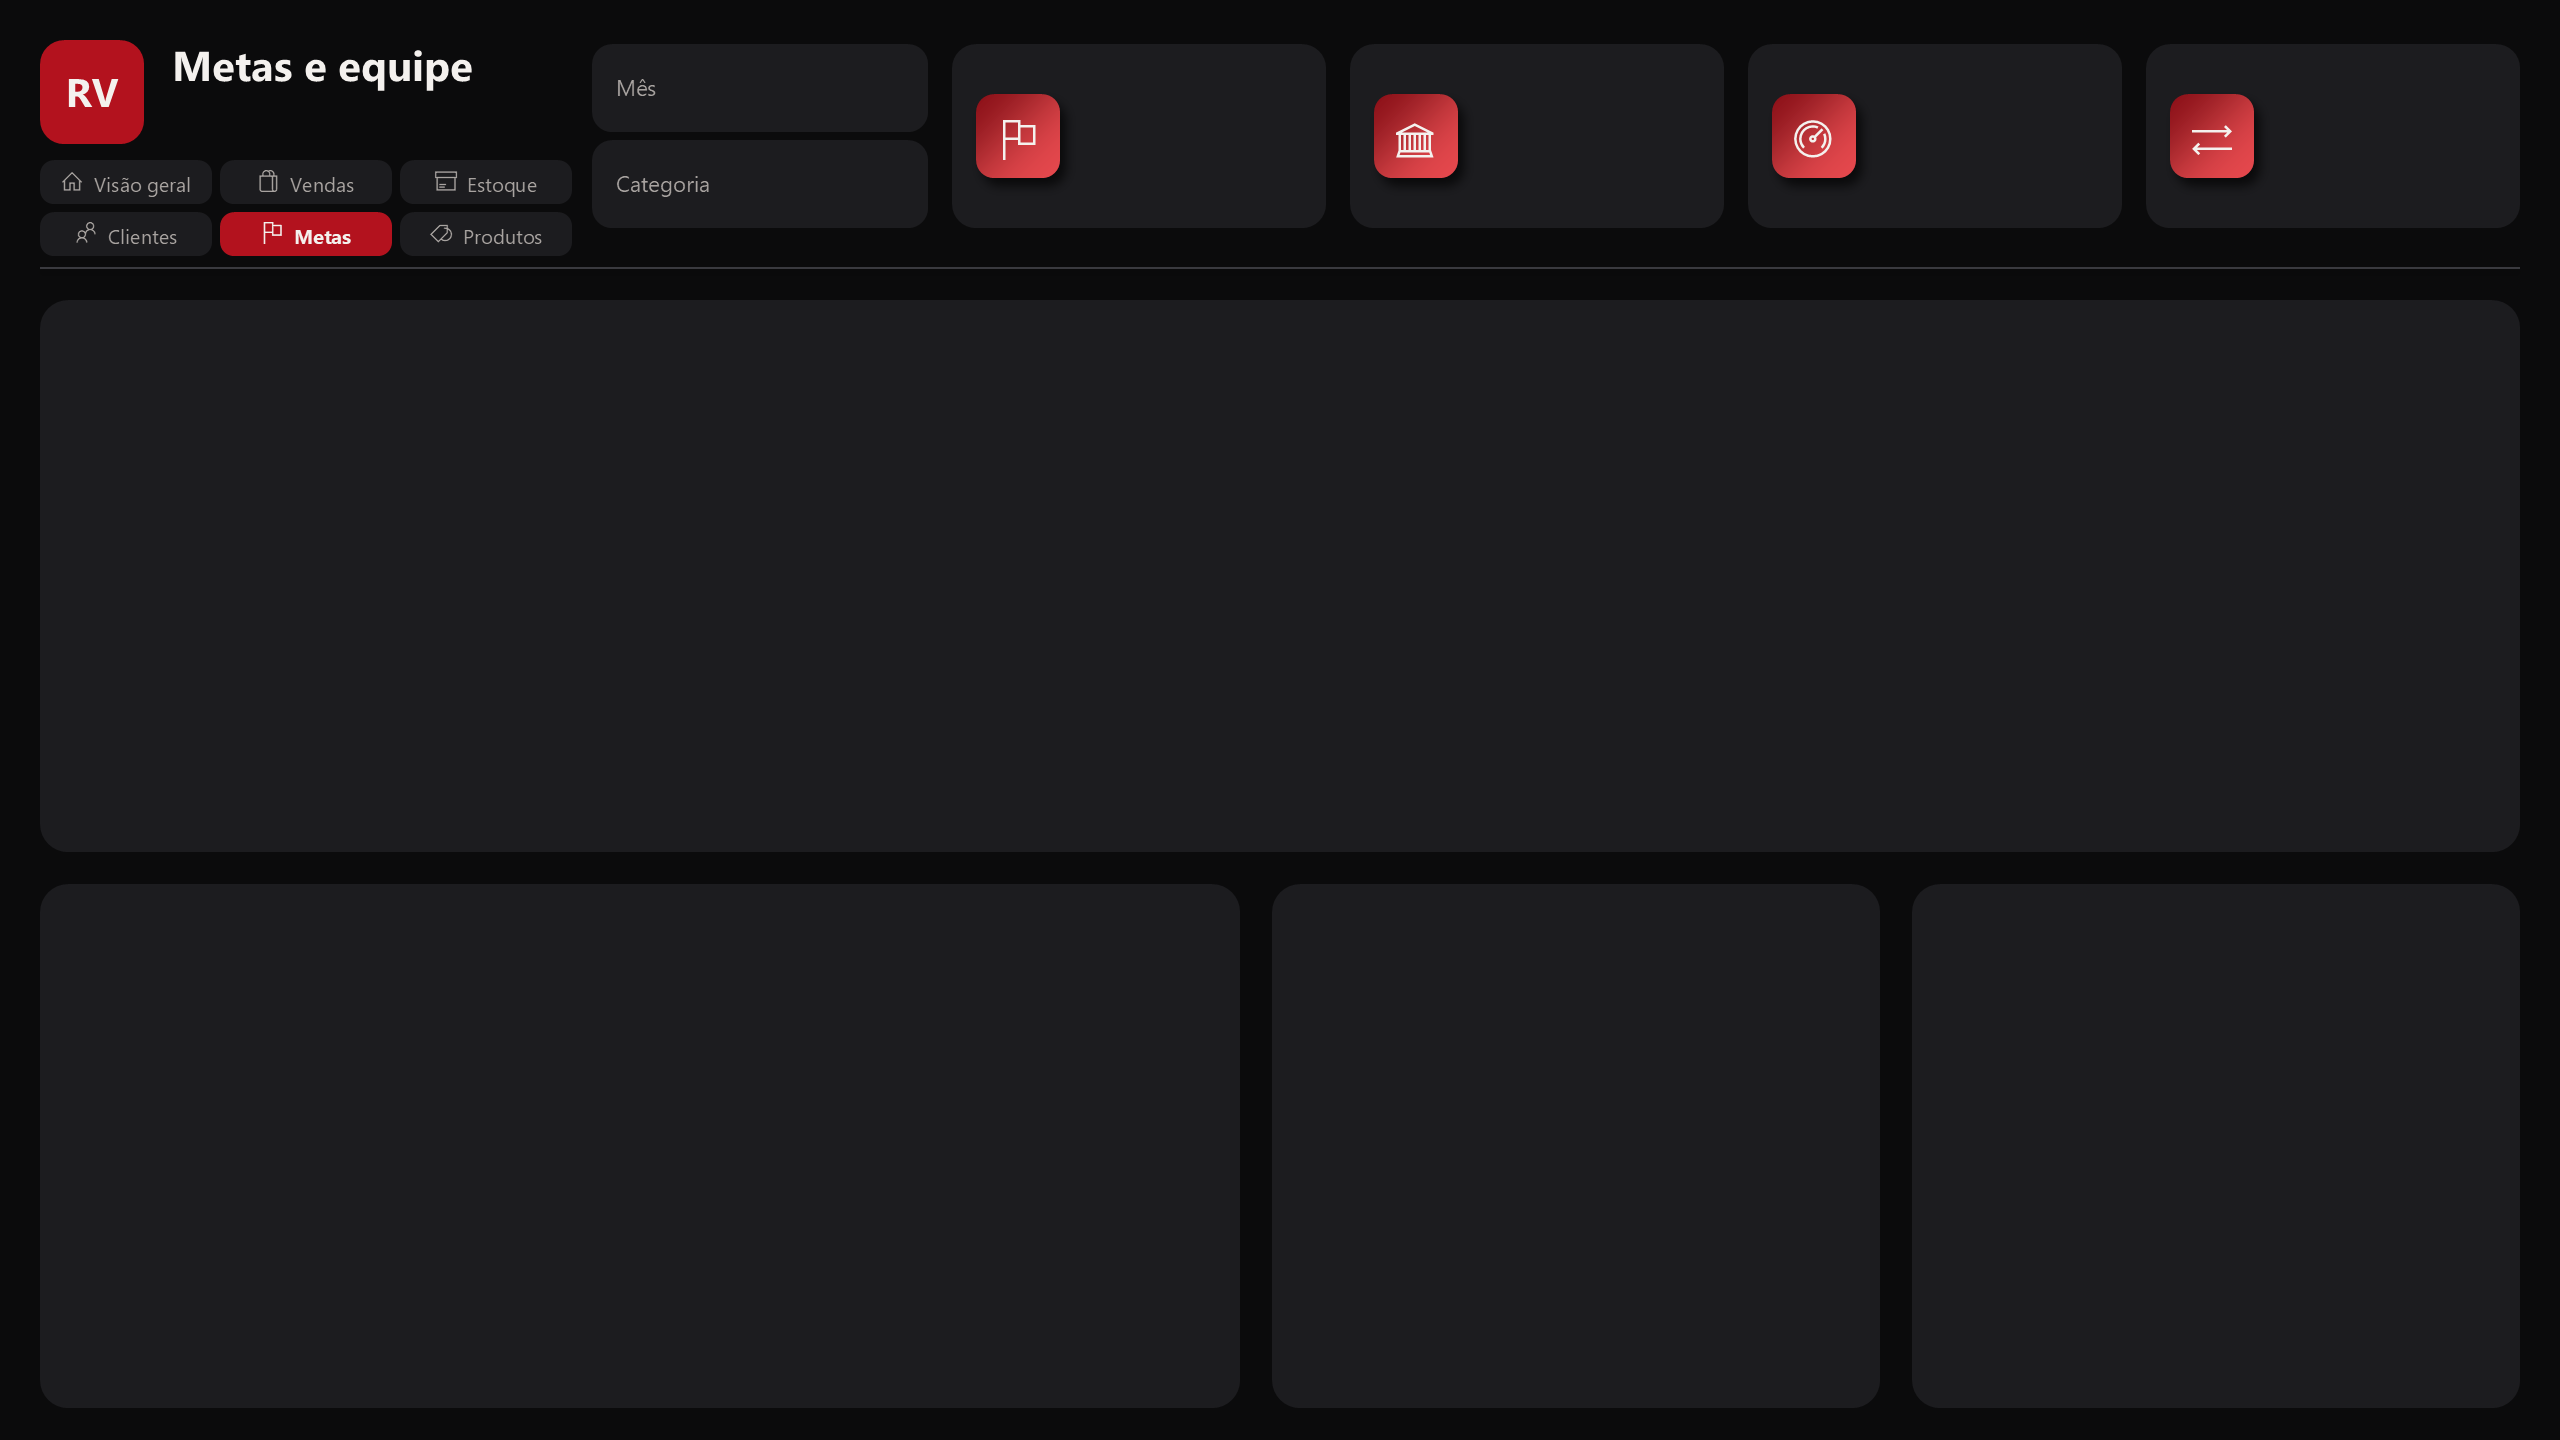 RV
Metas e equipe
Visão geral
Vendas
Estoque
Clientes
Metas
Produtos
Mês
Categoria